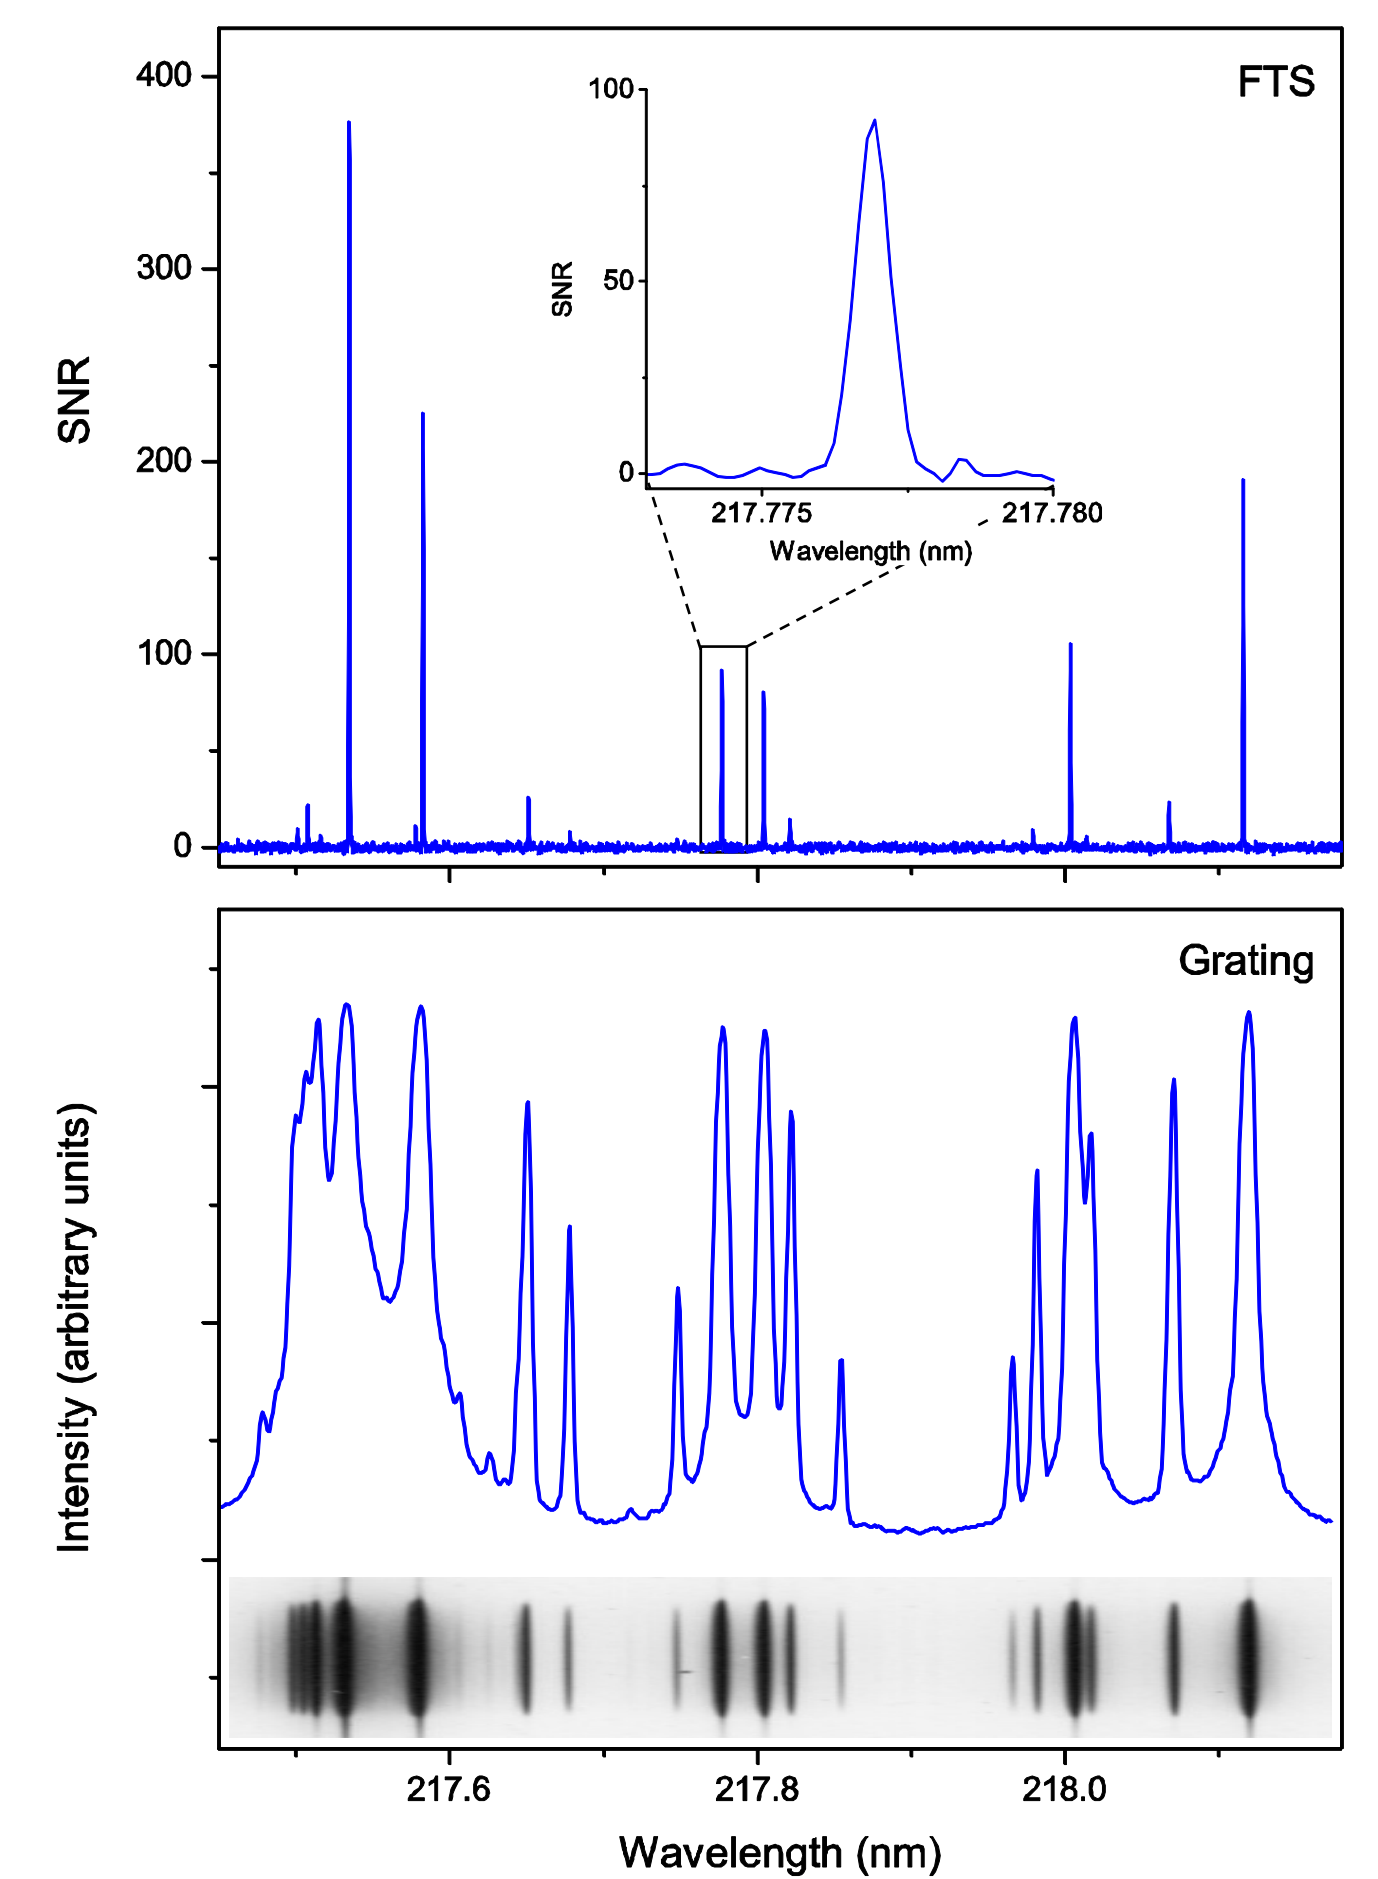 FTS
400
300
200
100
0
SNR
100
50
0
SNR
217.775
217.780
Wavelength (nm)
Grating
Intensity (arbitrary units)
217.6
217.8
218.0
Wavelength (nm)